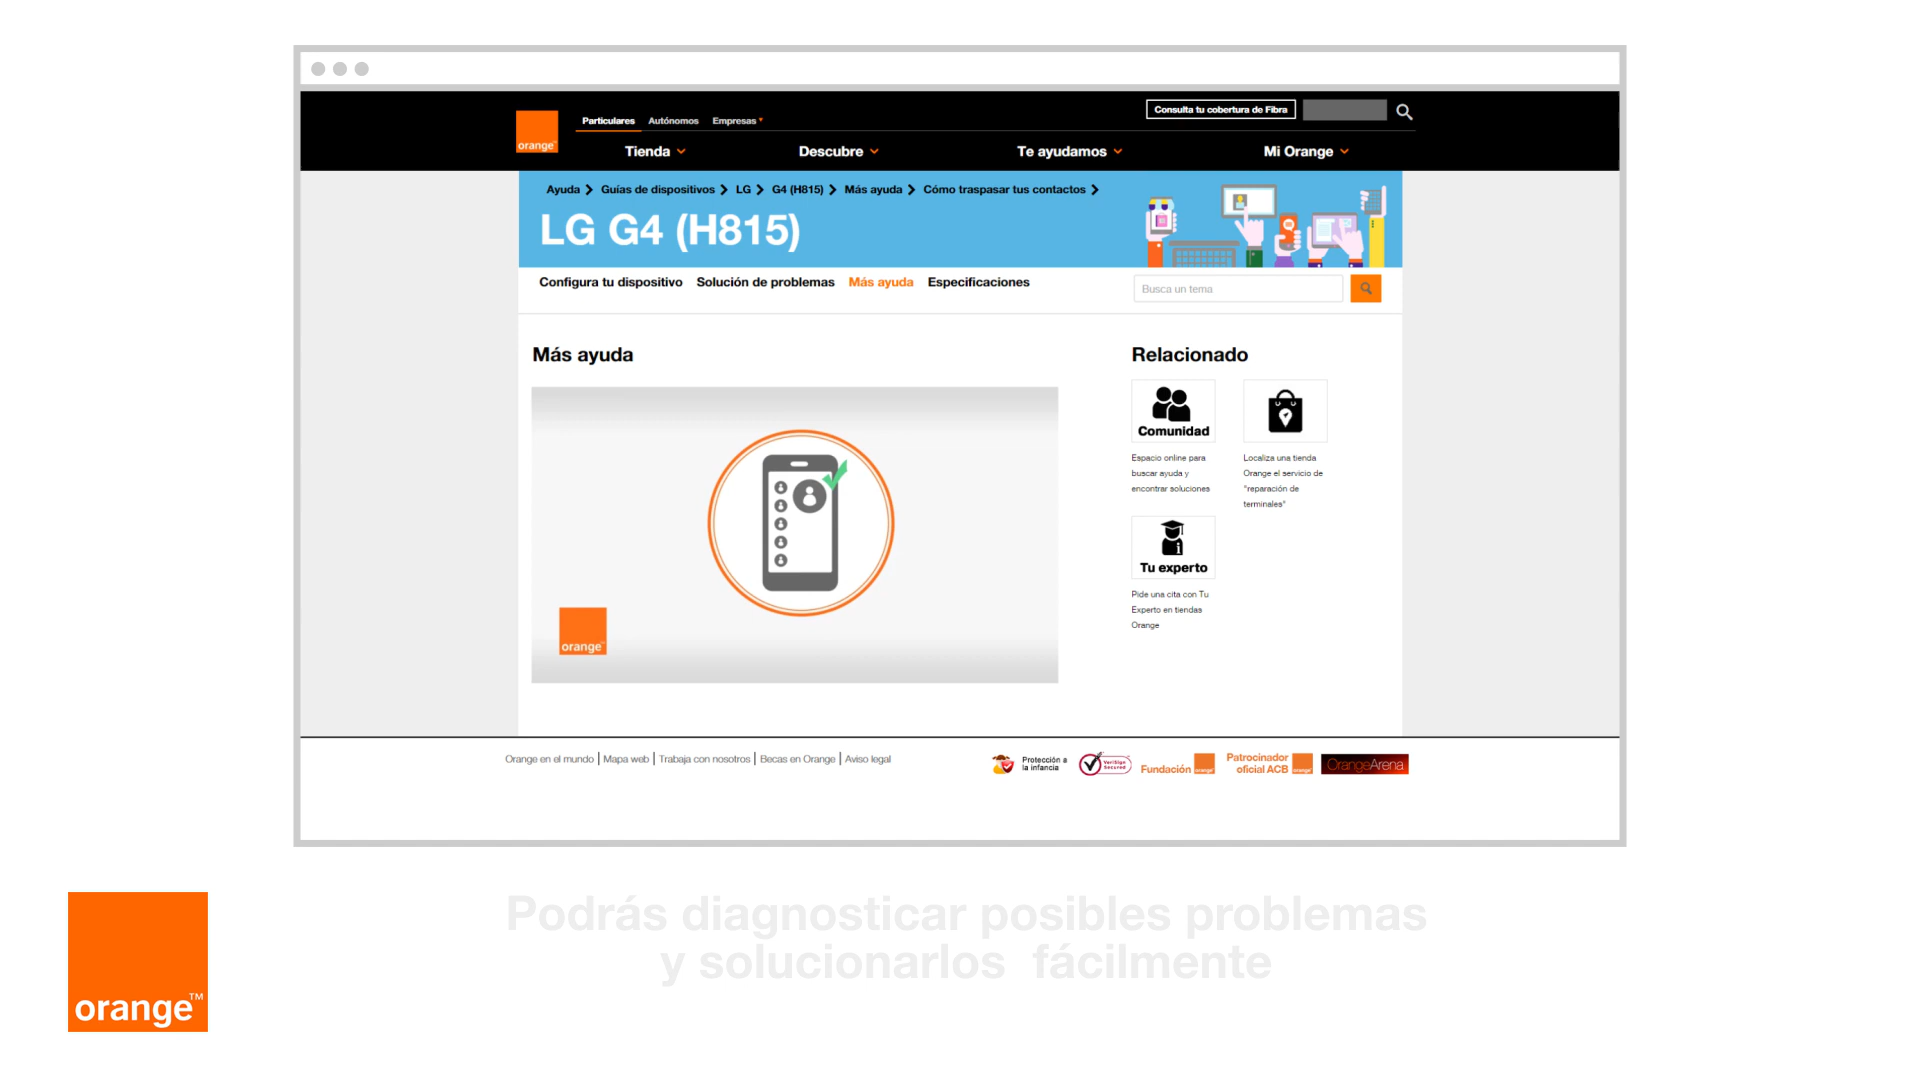 Consulta tu cobertura de Fibra
Particulares Autónomos Empresas
orange™
Tienda Descubre Te ayudamos Mi Orange
Ayuda Guías de dispositivos LG G4 (H815) Más ayuda Cómo traspasar tus contactos
LG G4 (H815)
Configura tu dispositivo Solución de problemas Más ayuda Especificaciones
Busca un tema
Más ayuda
Relacionado
Comunidad
Espacio online para
buscar ayuda y
encontrar soluciones
Localiza una tienda
Orange el servicio de
"reparación de
terminales"
Tu experto
Pide una cita con Tu
Experto en tiendas
Orange
orange™
Orange en el mundo | Mapa web | Trabaja con nosotros | Becas en Orange | Aviso legal
Protección a
la infancia
VeriSign
Secured
Fundación orange
Patrocinador
oficial ACB orange
OrangeArena
Podrás diagnosticar posibles problemas
y solucionarlos fácilmente
orange™